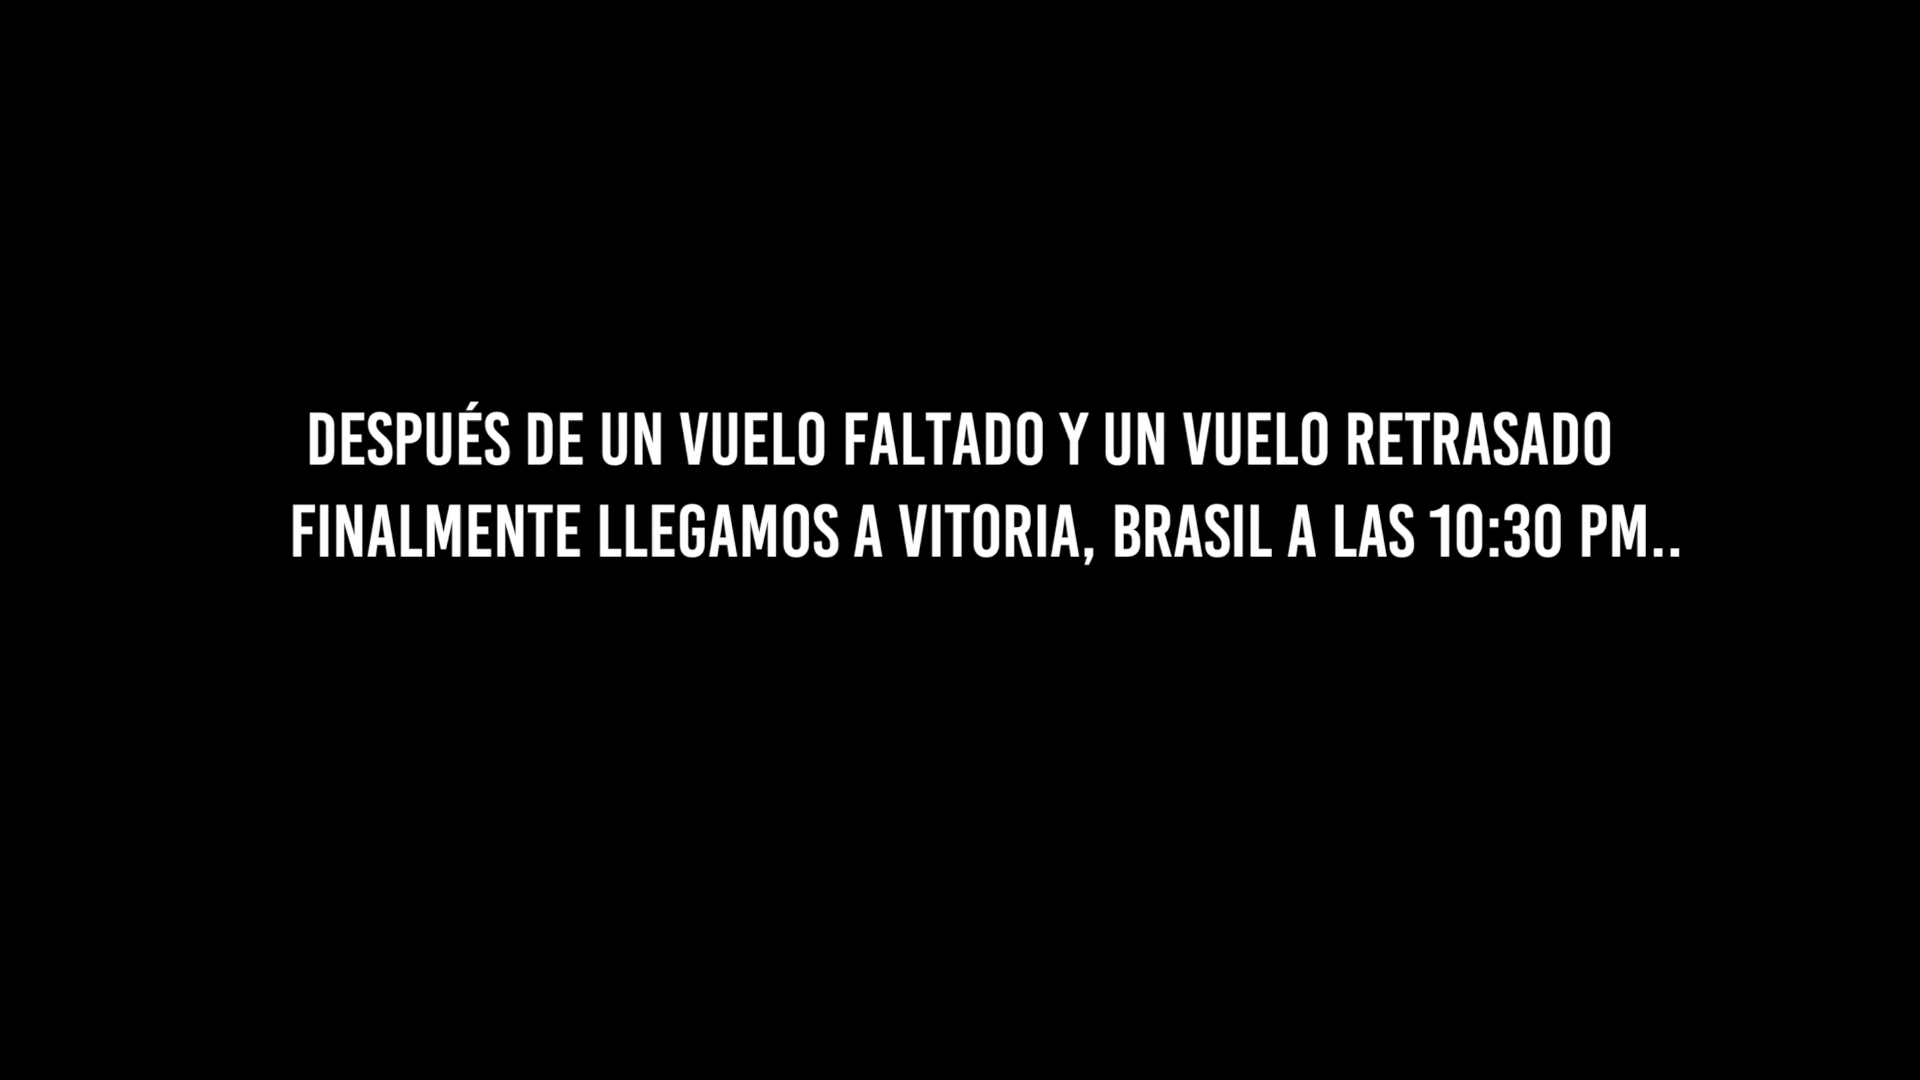 DESPUÉS DE UN VUELO FALTADO Y UN VUELO RETRASADO
FINALMENTE LLEGAMOS A VITORIA, BRASIL A LAS 10:30 PM..